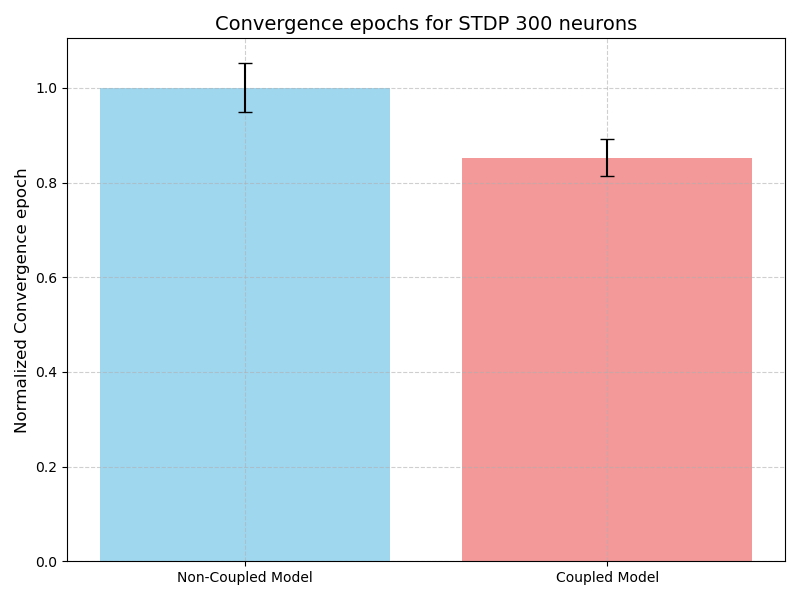 Convergence epochs for STDP 300 neurons
Normalized Convergence epoch
1.0
0.8
0.6
0.4
0.2
0.0
Non-Coupled Model
Coupled Model